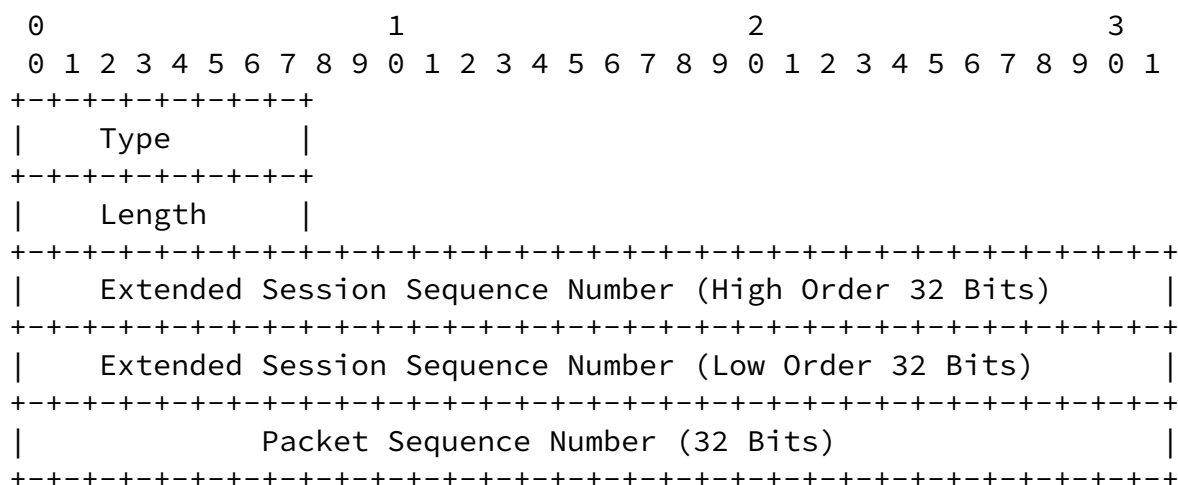 0                   1                   2                   3
 0 1 2 3 4 5 6 7 8 9 0 1 2 3 4 5 6 7 8 9 0 1 2 3 4 5 6 7 8 9 0 1
+-+-+-+-+-+-+-+-+
|    Type       |
+-+-+-+-+-+-+-+-+
|    Length     |
+-+-+-+-+-+-+-+-+-+-+-+-+-+-+-+-+-+-+-+-+-+-+-+-+-+-+-+-+-+-+-+-+
|    Extended Session Sequence Number (High Order 32 Bits)      |
+-+-+-+-+-+-+-+-+-+-+-+-+-+-+-+-+-+-+-+-+-+-+-+-+-+-+-+-+-+-+-+-+
|    Extended Session Sequence Number (Low Order 32 Bits)       |
+-+-+-+-+-+-+-+-+-+-+-+-+-+-+-+-+-+-+-+-+-+-+-+-+-+-+-+-+-+-+-+-+
|             Packet Sequence Number (32 Bits)                  |
+-+-+-+-+-+-+-+-+-+-+-+-+-+-+-+-+-+-+-+-+-+-+-+-+-+-+-+-+-+-+-+-+